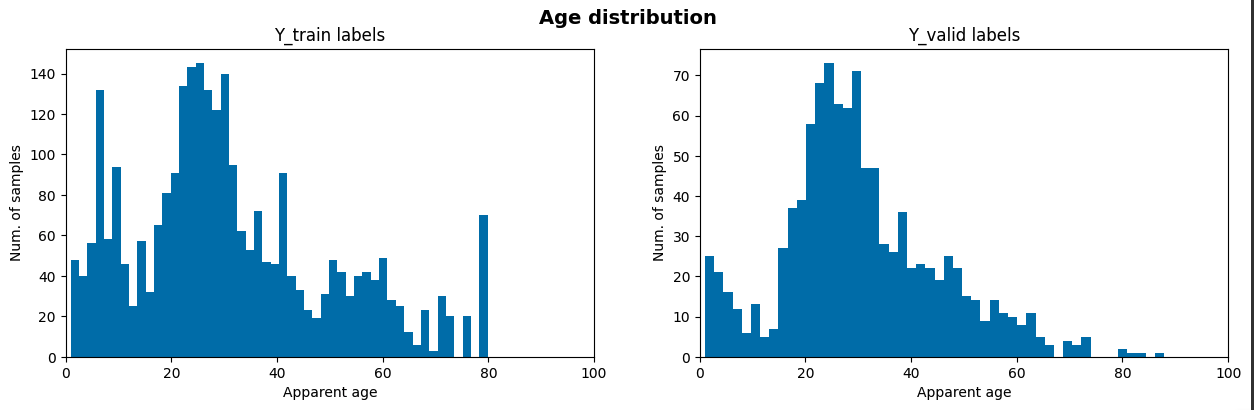 Age distribution
Y_train labels
Y_valid labels
Num. of samples
140
120
100
80
60
40
20
0
0 20 40 60 80 100
Apparent age
Num. of samples
70
60
50
40
30
20
10
0
0 20 40 60 80 100
Apparent age